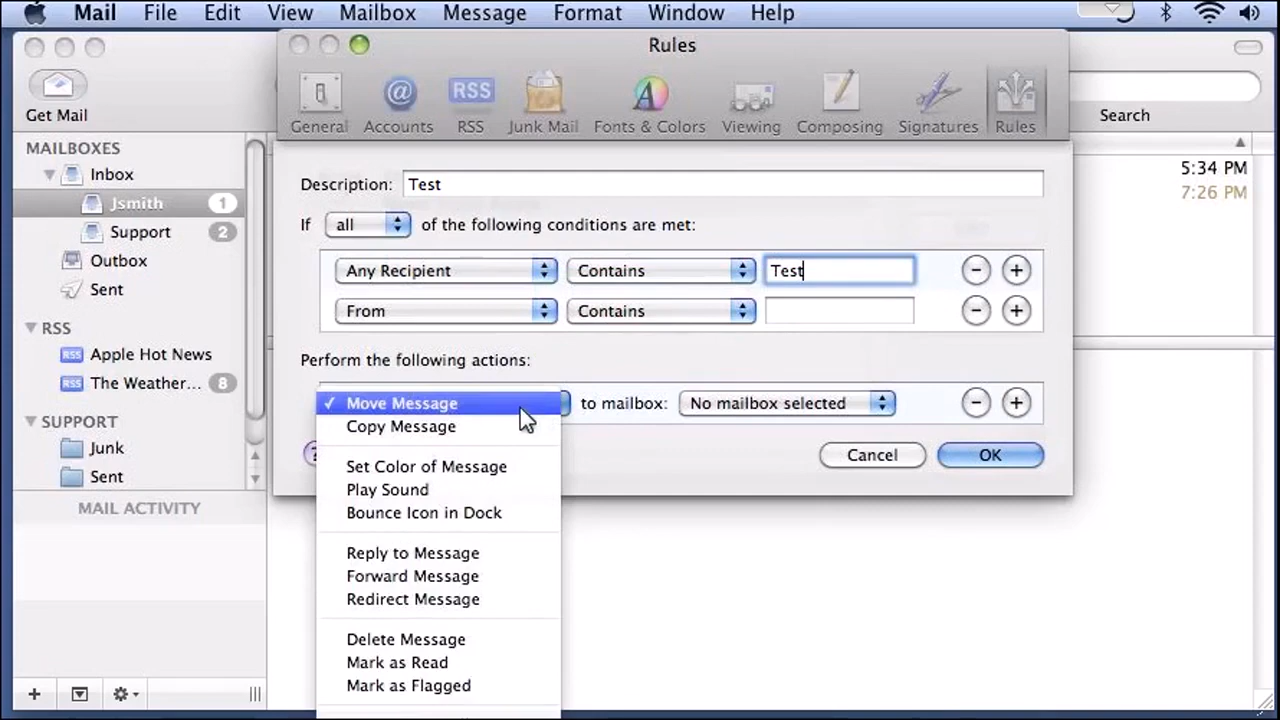 Mail File Edit View Mailbox Message Format Window Help
Rules
Get Mail
General Accounts RSS RSS Junk Mail Fonts & Colors Viewing Composing Signatures Rules
Search
MAILBOXES
Inbox
Jsmith 1
Support 2
Outbox
Sent
RSS
RSS Apple Hot News
RSS The Weather... 8
SUPPORT
Junk
Sent
MAIL ACTIVITY
5:34 PM
7:26 PM
Description: Test
If all of the following conditions are met:
Any Recipient Contains Test
From Contains
Perform the following actions:
✓ Move Message to mailbox: No mailbox selected
Copy Message
? Cancel OK
Set Color of Message
Play Sound
Bounce Icon in Dock
Reply to Message
Forward Message
Redirect Message
Delete Message
Mark as Read
Mark as Flagged